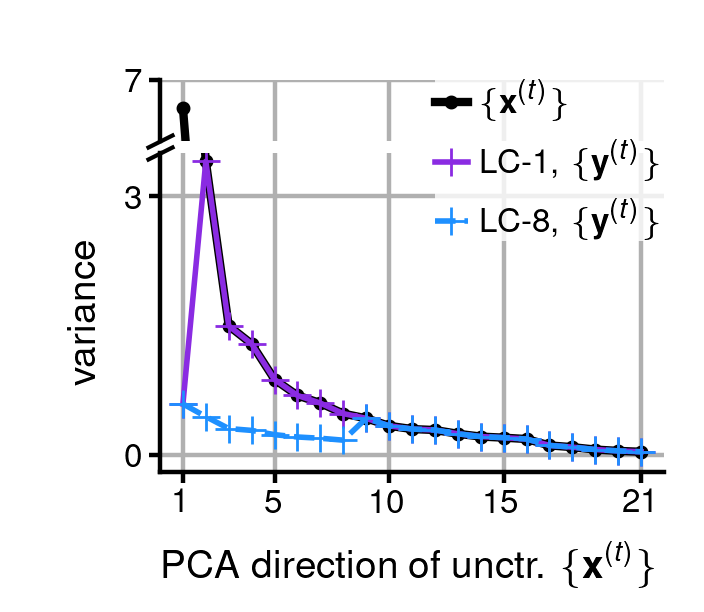 7
3
0
variance
{x^(t)}
LC-1, {y^(t)}
LC-8, {y^(t)}
1 5 10 15 21
PCA direction of unctr. {x^(t)}